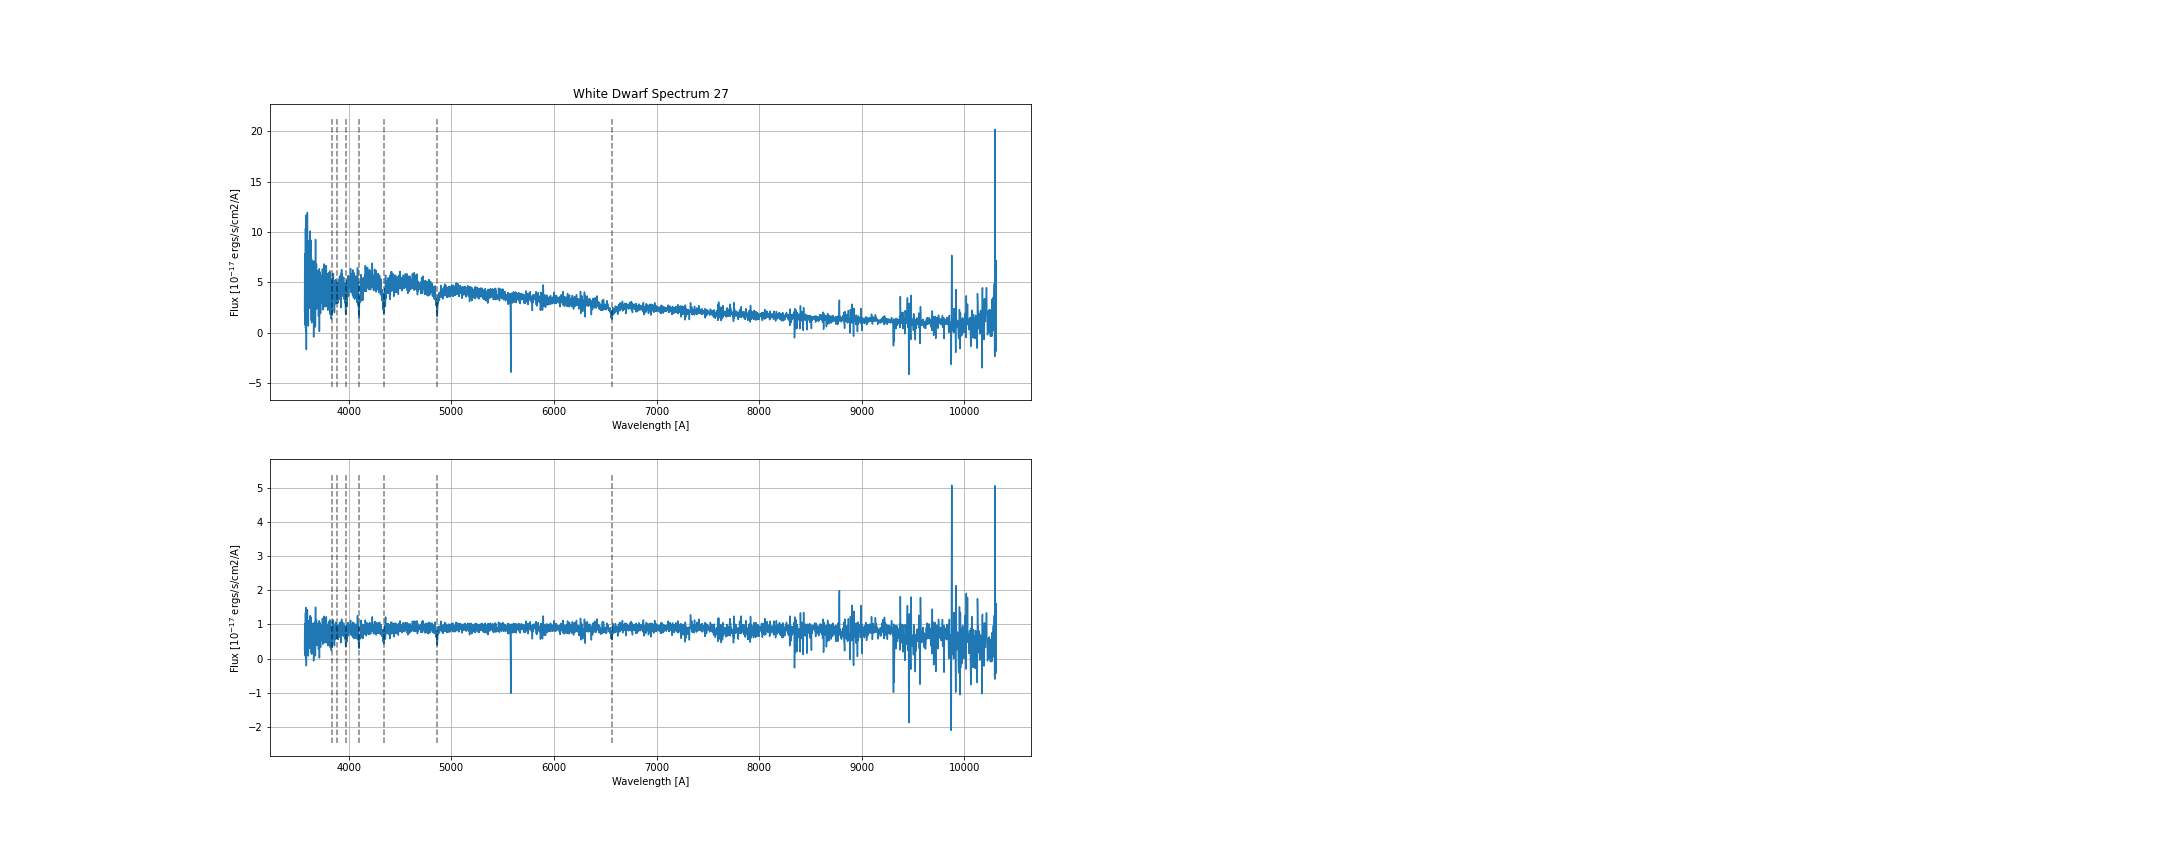 White Dwarf Spectrum 27
Flux [10⁻¹⁷ ergs/s/cm2/A]
20
15
10
5
0
−5
4000 5000 6000 7000 8000 9000 10000
Wavelength [A]
Flux [10⁻¹⁷ ergs/s/cm2/A]
5
4
3
2
1
0
−1
−2
4000 5000 6000 7000 8000 9000 10000
Wavelength [A]